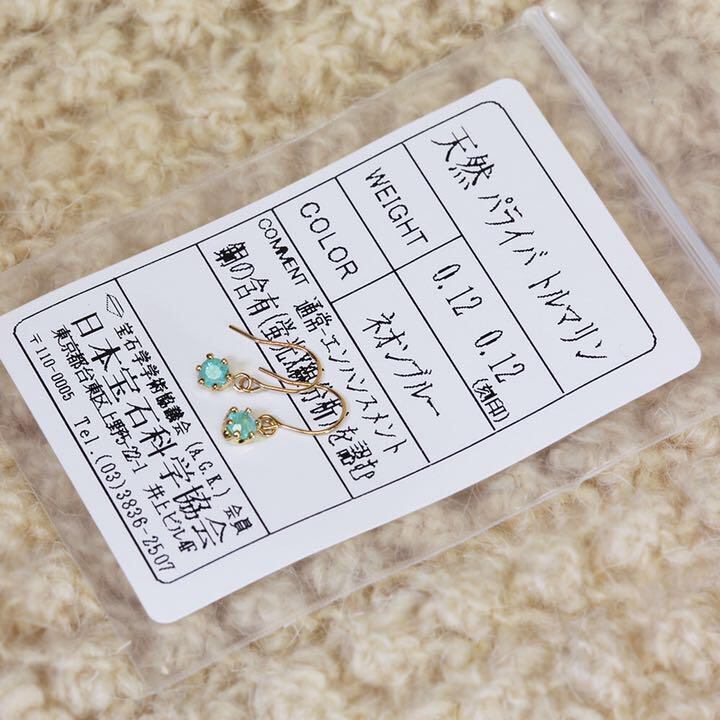 天然 パライバ トルマリン
WEIGHT 0.12 0.12 (刻印)
COLOR ネオンブルー
COMMENT 通常エンハンスメント
銅の含有(蛍光X線分析)を認む
宝石学学術協議会(A.G.K.)会員
日本宝石科学協会
東京都台東区上野5-22-1 井上ビル4F
〒110-0005 Tel.(03)3836-2507